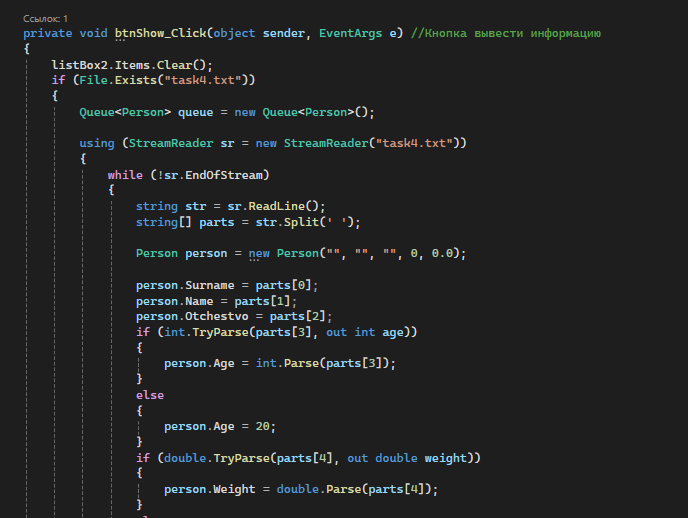 Ссылок: 1
private void btnShow_Click(object sender, EventArgs e) //Кнопка вывести информацию
{
listBox2.Items.Clear();
if (File.Exists("task4.txt"))
{
Queue<Person> queue = new Queue<Person>();
using (StreamReader sr = new StreamReader("task4.txt"))
{
while (!sr.EndOfStream)
{
string str = sr.ReadLine();
string[] parts = str.Split(' ');
Person person = new Person("", "", "", 0, 0.0);
person.Surname = parts[0];
person.Name = parts[1];
person.Otchestvo = parts[2];
if (int.TryParse(parts[3], out int age))
{
person.Age = int.Parse(parts[3]);
}
else
{
person.Age = 20;
}
if (double.TryParse(parts[4], out double weight))
{
person.Weight = double.Parse(parts[4]);
}